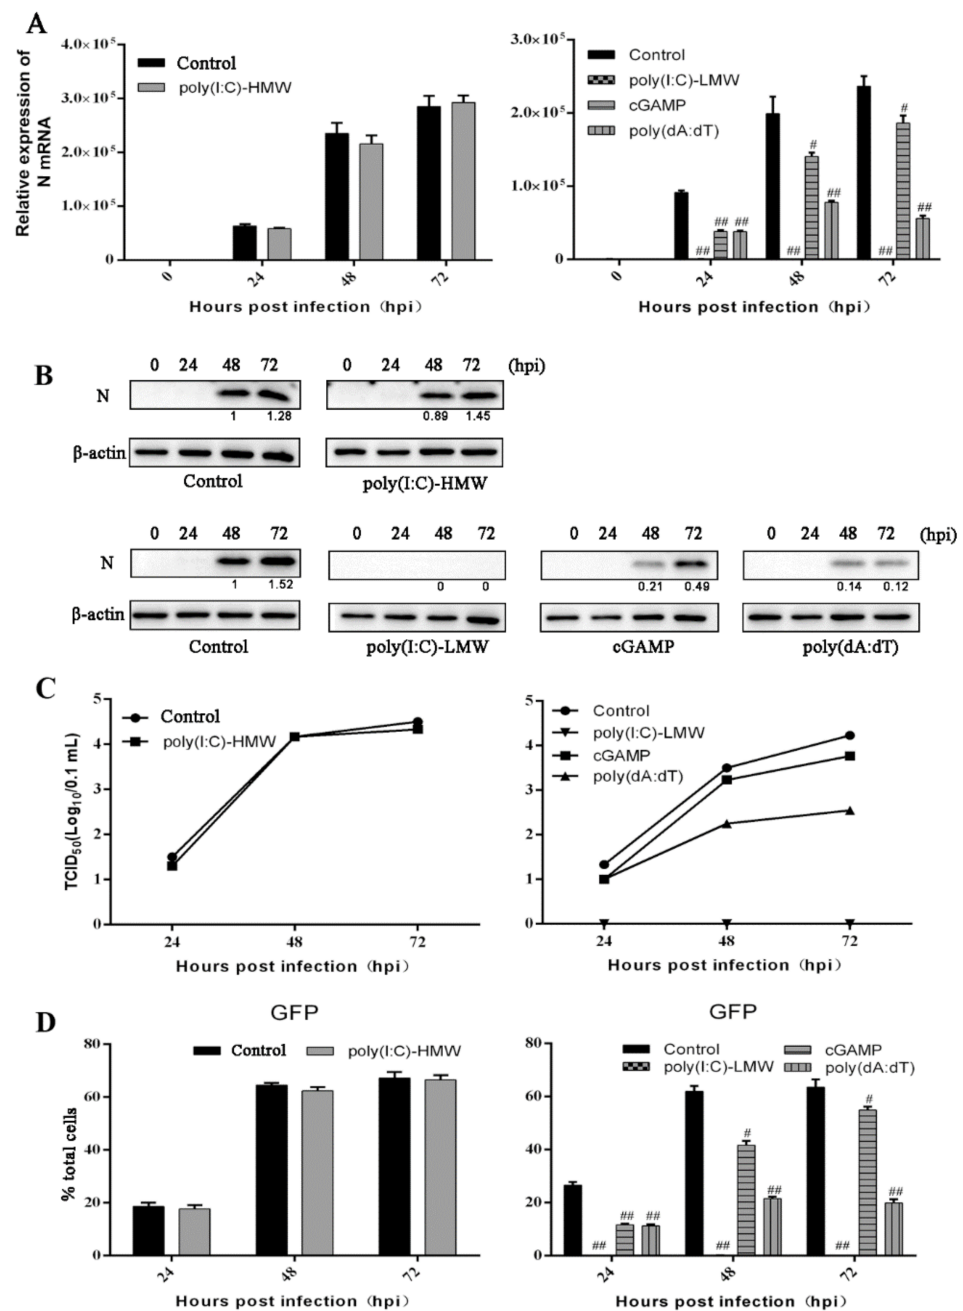 A
Relative expression of
N mRNA
4.0×10⁵
3.0×10⁵
2.0×10⁵
1.0×10⁵
0
Control
poly(I:C)-HMW
0 24 48 72
Hours post infection (hpi)
3.0×10⁵
2.0×10⁵
1.0×10⁵
0
Control
poly(I:C)-LMW
cGAMP
poly(dA:dT)
## ## ## ## # ## ## # ##
0 24 48 72
Hours post infection (hpi)
B
0 24 48 72 0 24 48 72 (hpi)
N
1 1.28 0.89 1.45
β-actin
Control poly(I:C)-HMW
0 24 48 72 0 24 48 72 0 24 48 72 0 24 48 72 (hpi)
N
1 1.52 0 0 0.21 0.49 0.14 0.12
β-actin
Control poly(I:C)-LMW cGAMP poly(dA:dT)
C
TCID₅₀(Log₁₀/0.1 mL)
5
4
3
2
1
0
Control
poly(I:C)-HMW
24 48 72
Hours post infection (hpi)
5
4
3
2
1
0
Control
poly(I:C)-LMW
cGAMP
poly(dA:dT)
24 48 72
Hours post infection (hpi)
D
GFP
% total cells
80
60
40
20
0
Control poly(I:C)-HMW
24 48 72
Hours post infection (hpi)
GFP
80
60
40
20
0
Control cGAMP
poly(I:C)-LMW poly(dA:dT)
## ## ## ## # ## ## # ##
24 48 72
Hours post infection (hpi)